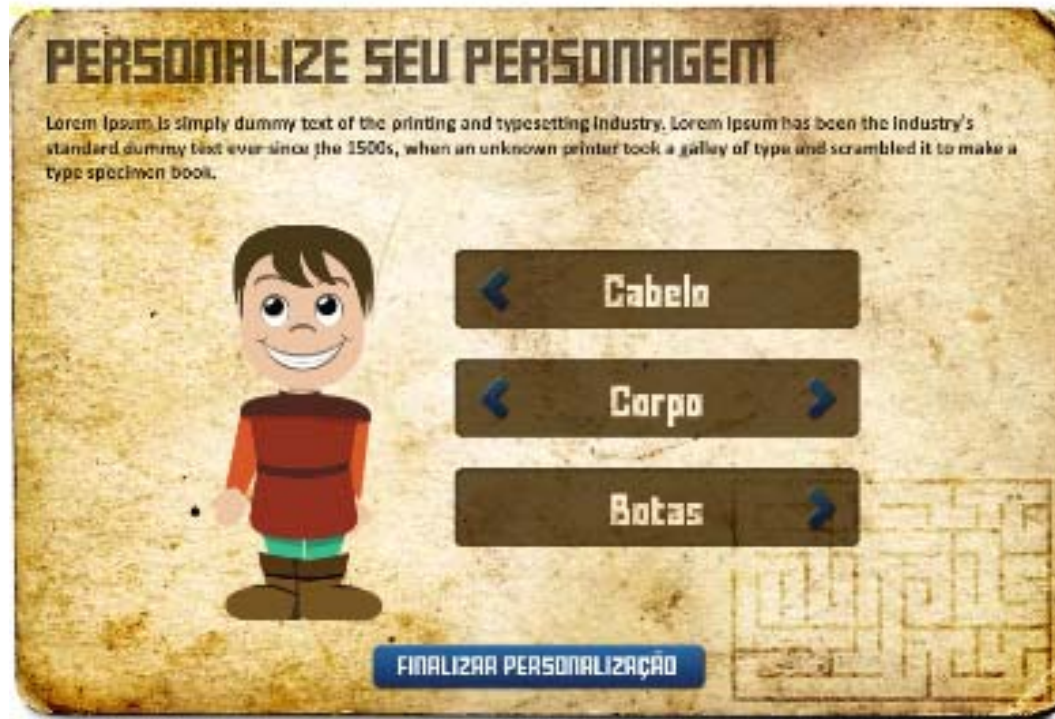 PERSONALIZE SEU PERSONAGEM
Lorem Ipsum is simply dummy text of the printing and typesetting industry. Lorem Ipsum has been the industry's
standard dummy text ever since the 1500s, when an unknown printer took a galley of type and scrambled it to make a
type specimen book.
Cabelo
Corpo
Botas
FINALIZAR PERSONALIZAÇÃO